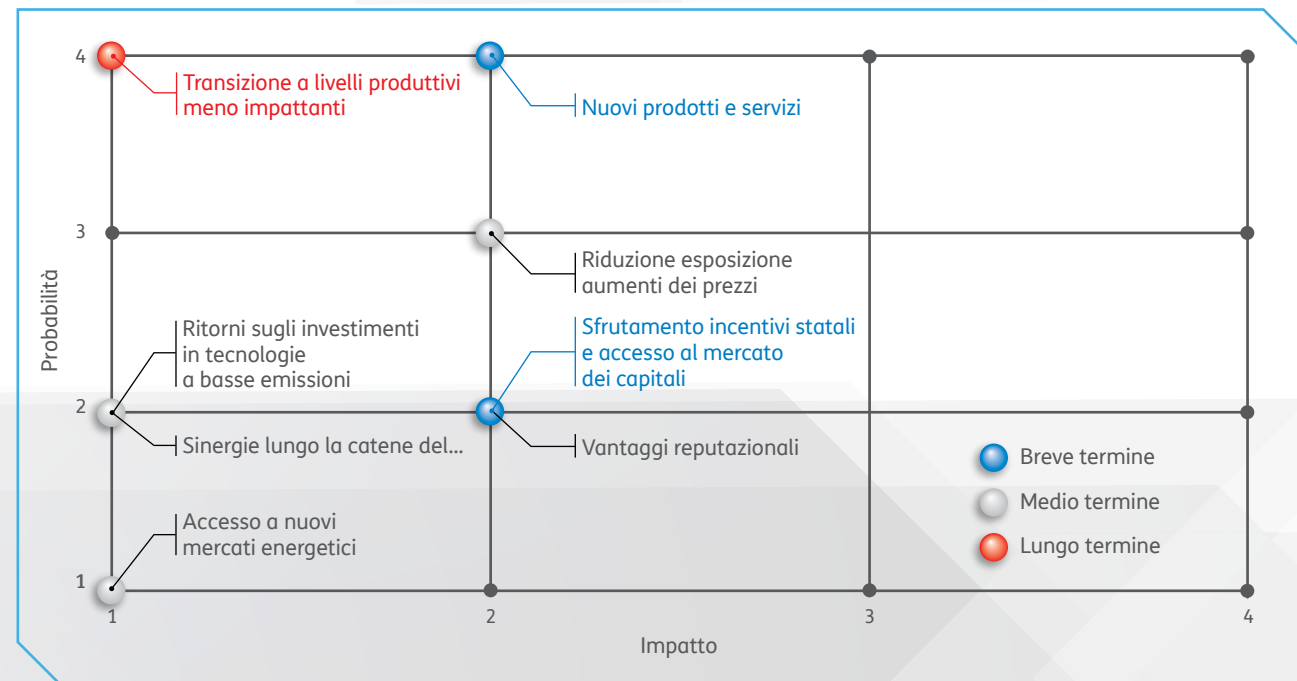 4
Transizione a livelli produttivi
meno impattanti
Nuovi prodotti e servizi
3
Riduzione esposizione
aumenti dei prezzi
Probabilità
Ritorni sugli investimenti
in tecnologie
a basse emissioni
Sfrutamento incentivi statali
e accesso al mercato
dei capitali
2
Sinergie lungo la catene del...
Vantaggi reputazionali
Breve termine
Medio termine
Lungo termine
Accesso a nuovi
mercati energetici
1
1
2
3
4
Impatto